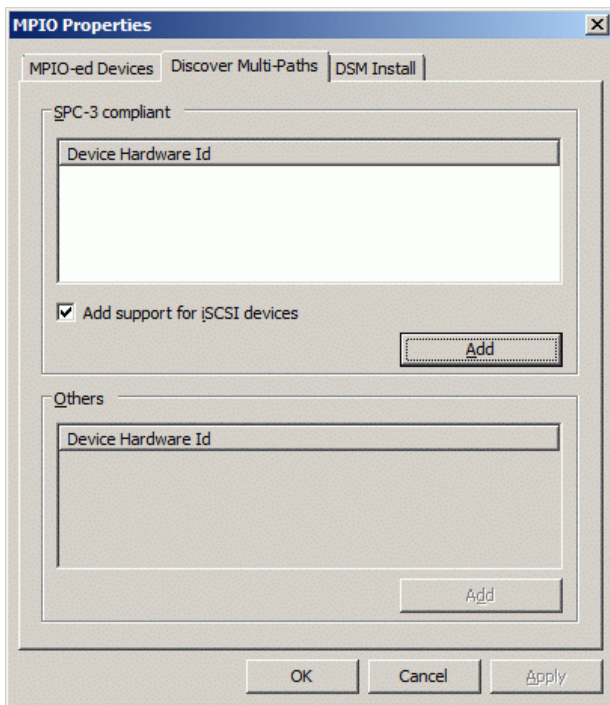 MPIO Properties
MPIO-ed Devices Discover Multi-Paths DSM Install
SPC-3 compliant
Device Hardware Id
Add support for iSCSI devices
Add
Others
Device Hardware Id
Add
OK Cancel Apply